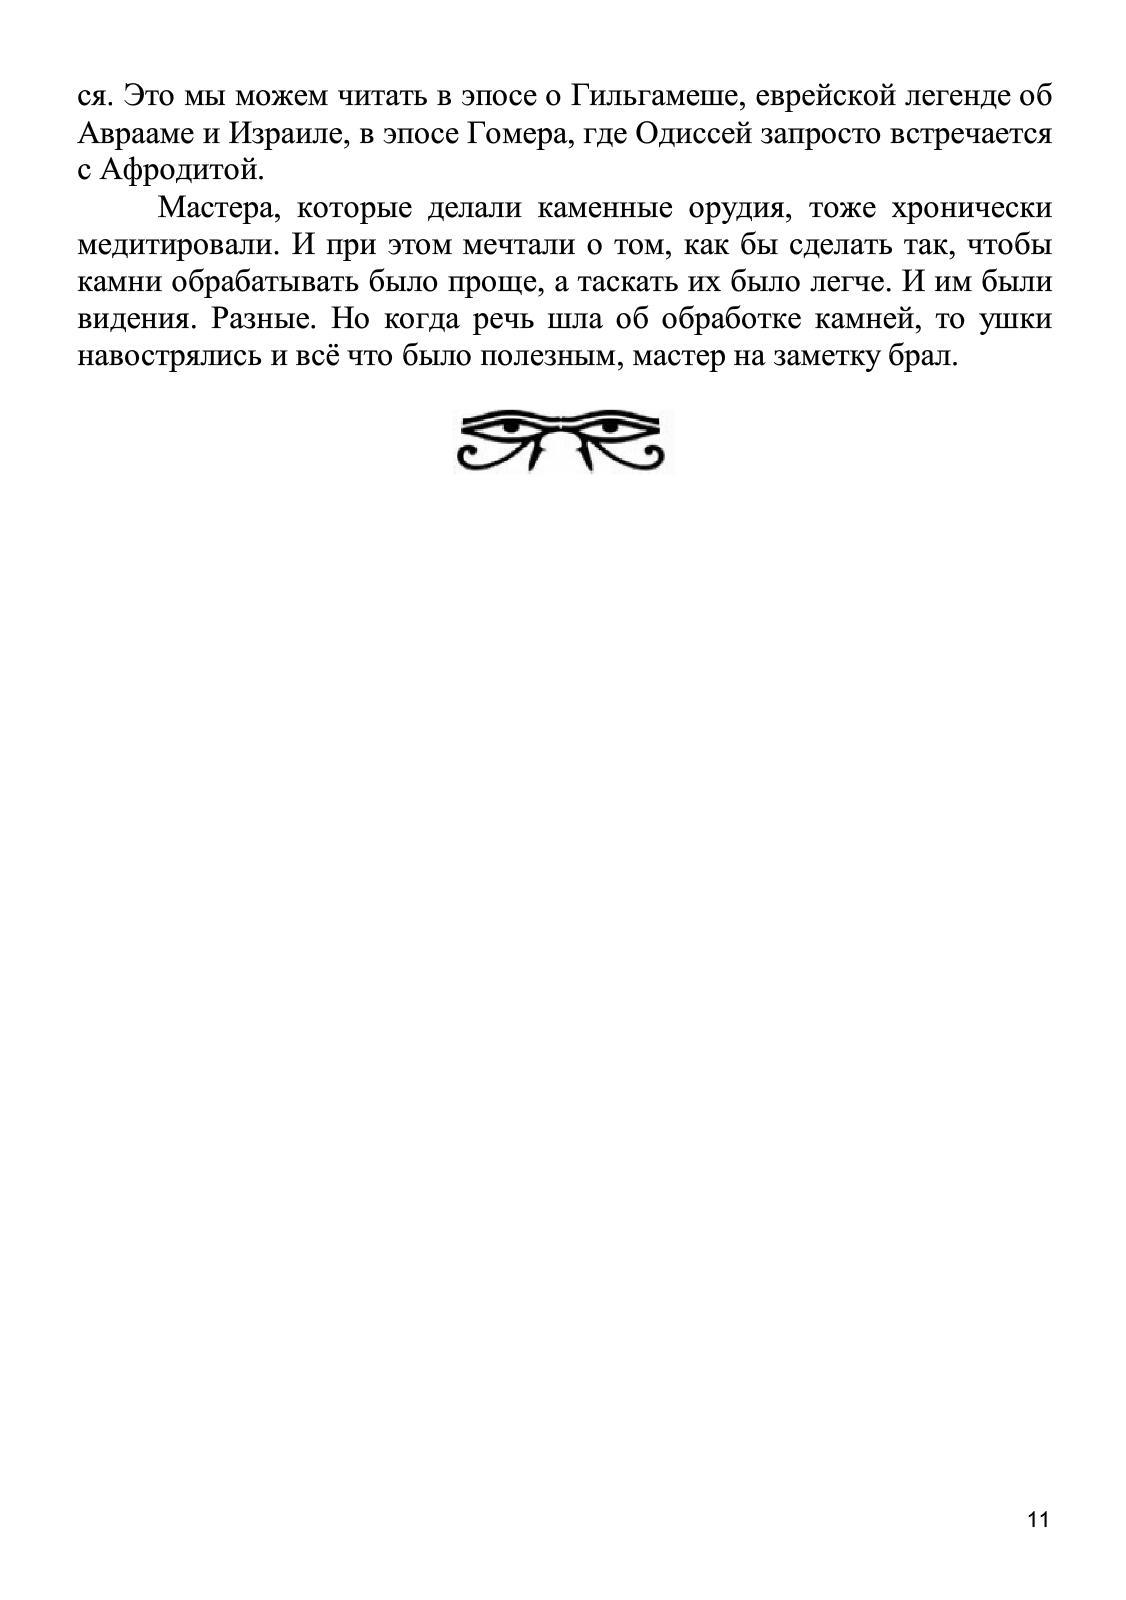 ся. Это мы можем читать в эпосе о Гильгамеше, еврейской легенде об
Аврааме и Израиле, в эпосе Гомера, где Одиссей запросто встречается
с Афродитой.
Мастера, которые делали каменные орудия, тоже хронически
медитировали. И при этом мечтали о том, как бы сделать так, чтобы
камни обрабатывать было проще, а таскать их было легче. И им были
видения. Разные. Но когда речь шла об обработке камней, то ушки
навострялись и всё что было полезным, мастер на заметку брал.
11